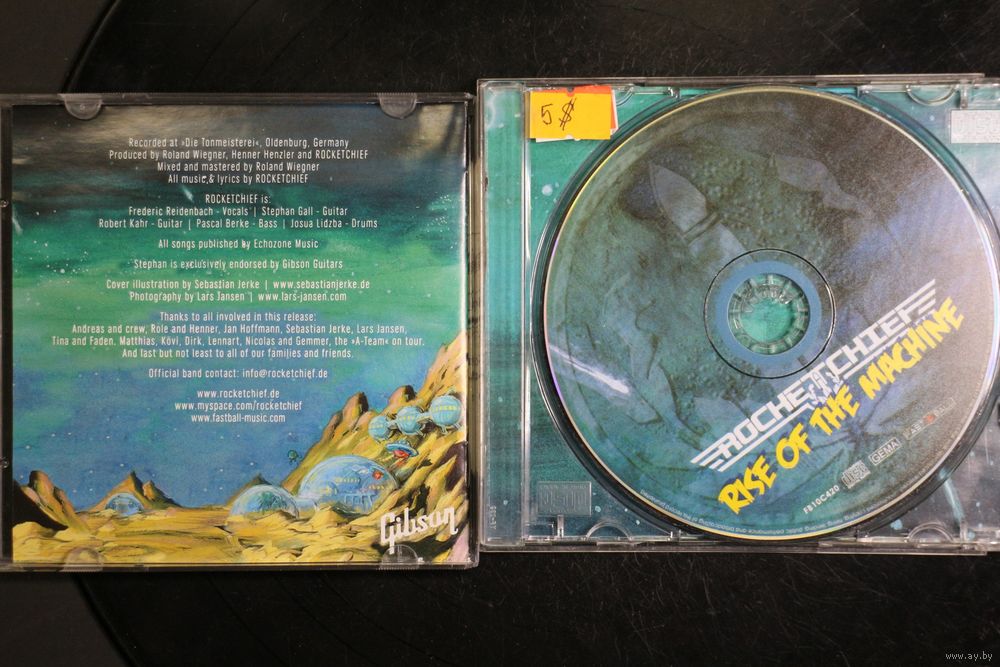 Recorded at »Die Tonmeisterei«, Oldenburg, Germany
Produced by Roland Wiegner, Henner Henzler and ROCKETCHIEF
Mixed and mastered by Roland Wiegner
All music & lyrics by ROCKETCHIEF
ROCKETCHIEF is:
Frederic Reidenbach - Vocals | Stephan Gall - Guitar
Robert Kahr - Guitar | Pascal Berke - Bass | Josua Lidzba - Drums
All songs published by Echozone Music
Stephan is exclusively endorsed by Gibson Guitars
Cover illustration by Sebastian Jerke | www.sebastianjerke.de
Photography by Lars Jansen | www.lars-jansen.com
Thanks to all involved in this release:
Andreas and crew, Role and Henner, Jan Hoffmann, Sebastian Jerke, Lars Jansen,
Tina and Faden, Matthias, Kövi, Dirk, Lennart, Nicolas and Gemmer, the »A-Team« on tour.
And last but not least to all of our families and friends.
Official band contact: info@rocketchief.de
www.rocketchief.de
www.myspace.com/rocketchief
www.fastball-music.com
Gibson
5 $
ROCKETCHIEF
RISE OF THE MACHINE
GEMA
FB10C420
www.ay.by